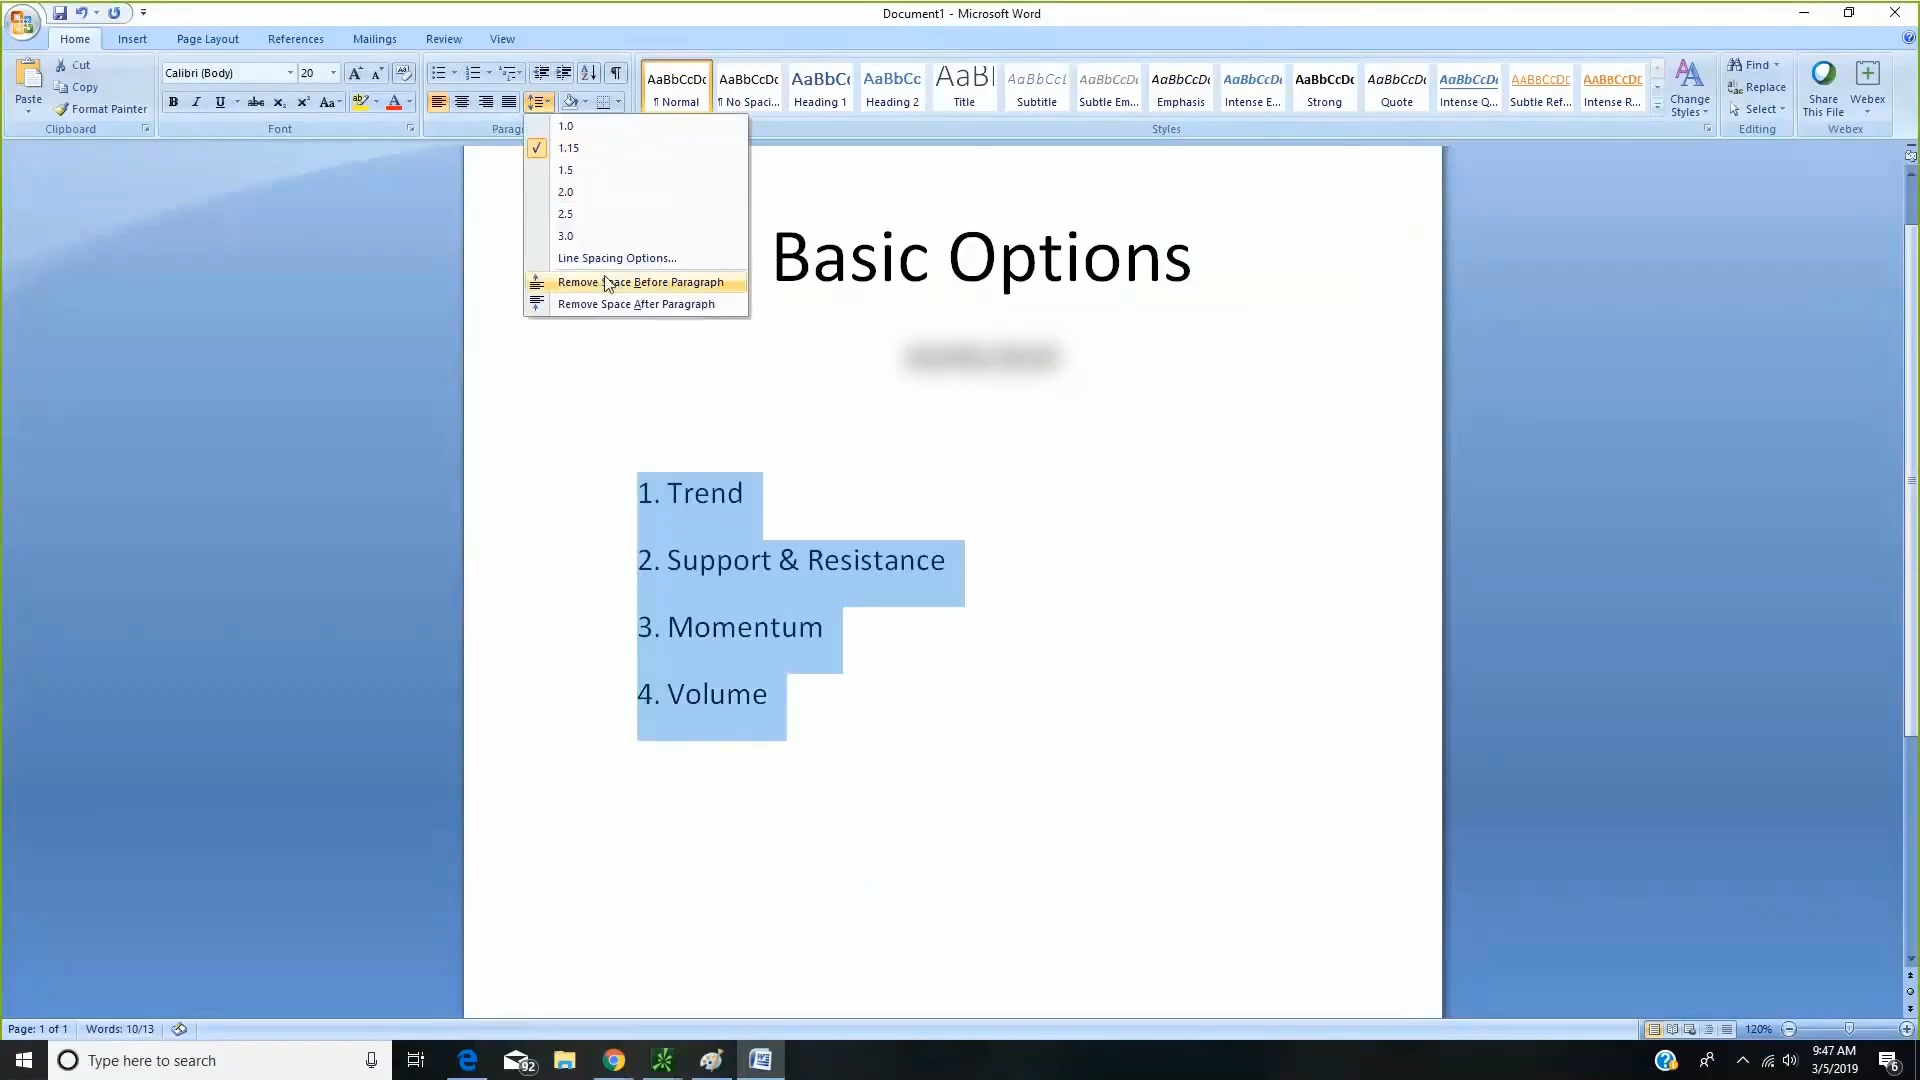 Document1 - Microsoft Word
Home Insert Page Layout References Mailings Review View
Cut
Copy
Format Painter
Paste
Clipboard
Calibri (Body) 20
Font
1.0
1.15
1.5
2.0
2.5
3.0
Line Spacing Options...
Remove Space Before Paragraph
Remove Space After Paragraph
AaBbCcDc AaBbCcDc AaBbC( AaBbCc AaB( AaBbCcL AaBbCcDc AaBbCcDc AaBbCcDc AaBbCcDc AaBbCcDc AaBbCcDc AABBCCDE AABBCCDE
¶ Normal ¶ No Spaci... Heading 1 Heading 2 Title Subtitle Subtle Em... Emphasis Intense E... Strong Quote Intense Q... Subtle Ref... Intense R...
Change Styles
Styles
Find
Replace
Select
Editing
Share This File
Webex
Webex
Basic Options
1. Trend
2. Support & Resistance
3. Momentum
4. Volume
Page: 1 of 1 Words: 10/13
120%
Type here to search
92
9:47 AM
3/5/2019
6